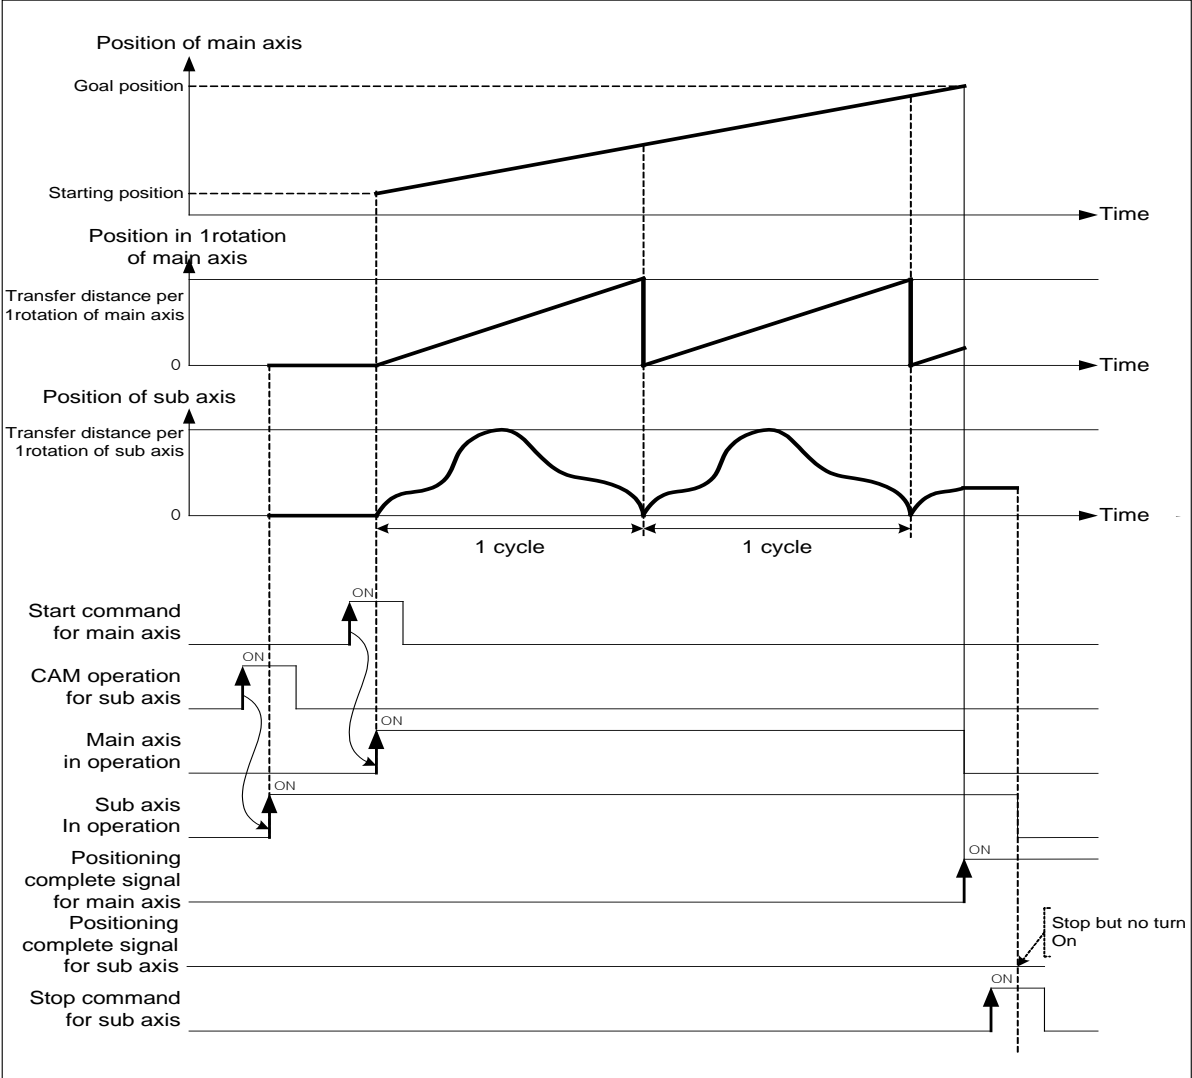 Position of main axis
Goal position
Starting position
Time
Position in 1rotation
of main axis
Transfer distance per
1rotation of main axis
0
Time
Position of sub axis
Transfer distance per
1rotation of sub axis
0
Time
1 cycle
1 cycle
ON
Start command
for main axis
ON
CAM operation
for sub axis
ON
Main axis
in operation
ON
Sub axis
In operation
ON
Positioning
complete signal
for main axis
Positioning
complete signal
for sub axis
Stop but no turn
On
ON
Stop command
for sub axis